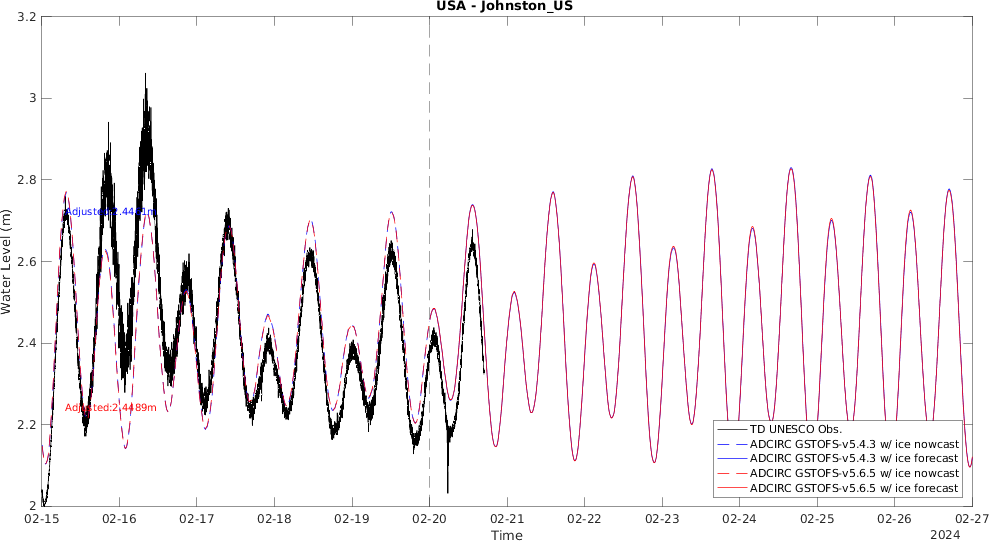 USA - Johnston_US
3.2
3
2.8
2.6
2.4
2.2
2
Water Level (m)
Adjusted:2.4481m
Adjusted:2.4489m
TD UNESCO Obs.
ADCIRC GSTOFS-v5.4.3 w/ ice nowcast
ADCIRC GSTOFS-v5.4.3 w/ ice forecast
ADCIRC GSTOFS-v5.6.5 w/ ice nowcast
ADCIRC GSTOFS-v5.6.5 w/ ice forecast
02-15 02-16 02-17 02-18 02-19 02-20 02-21 02-22 02-23 02-24 02-25 02-26 02-27
Time
2024